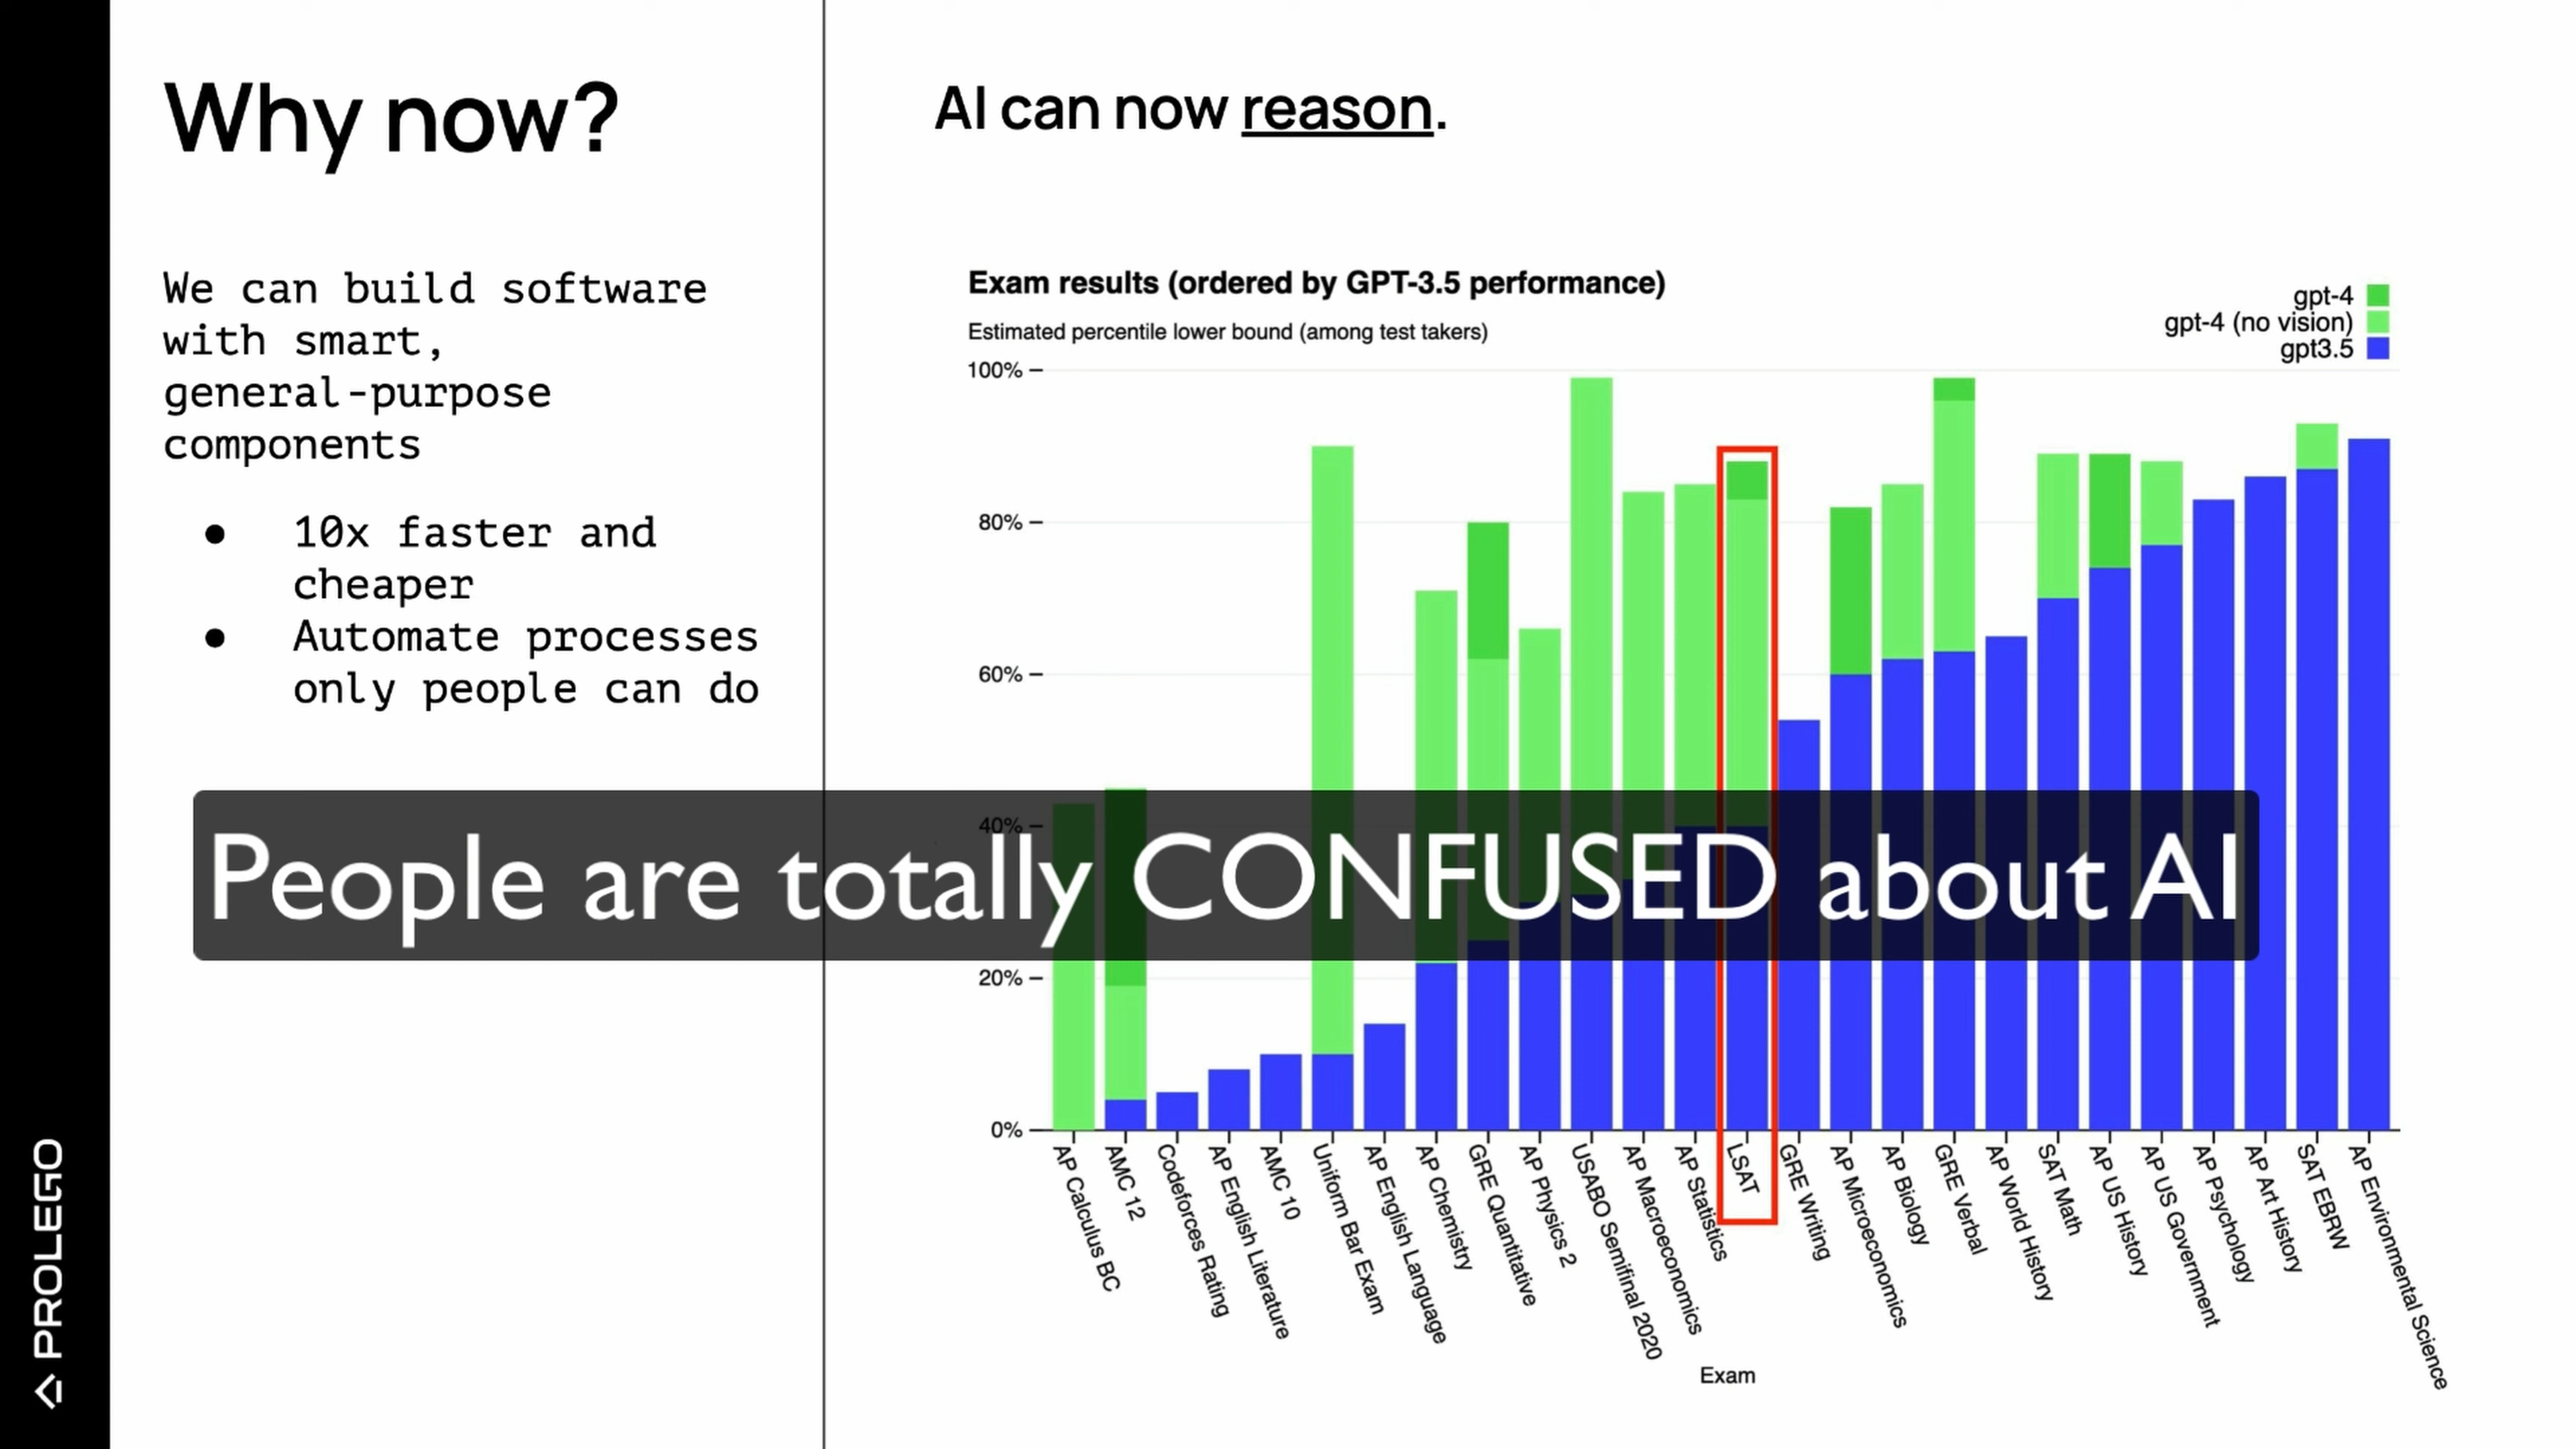 Why now?
We can build software
with smart,
general-purpose
components
● 10x faster and
cheaper
● Automate processes
only people can do
AI can now reason.
Exam results (ordered by GPT-3.5 performance)
Estimated percentile lower bound (among test takers)
gpt-4
gpt-4 (no vision)
gpt3.5
100%
80%
60%
40%
20%
0%
People are totally CONFUSED about AI
AP Calculus BC
AMC 12
Codeforces Rating
AP English Literature
AMC 10
Uniform Bar Exam
AP English Language
AP Chemistry
GRE Quantitative
AP Physics 2
USABO Semifinal 2020
AP Macroeconomics
AP Statistics
LSAT
GRE Writing
AP Microeconomics
AP Biology
GRE Verbal
AP World History
SAT Math
AP US History
AP US Government
AP Psychology
AP Art History
SAT EBRW
AP Environmental Science
Exam
PROLEGO